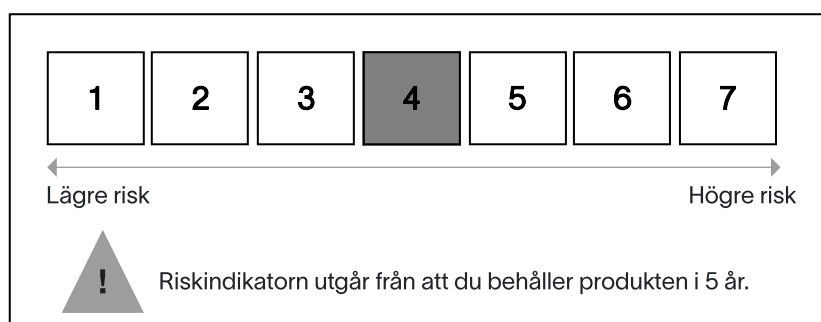 1 2 3 4 5 6 7
Lägre risk Högre risk
! Riskindikatorn utgår från att du behåller produkten i 5 år.